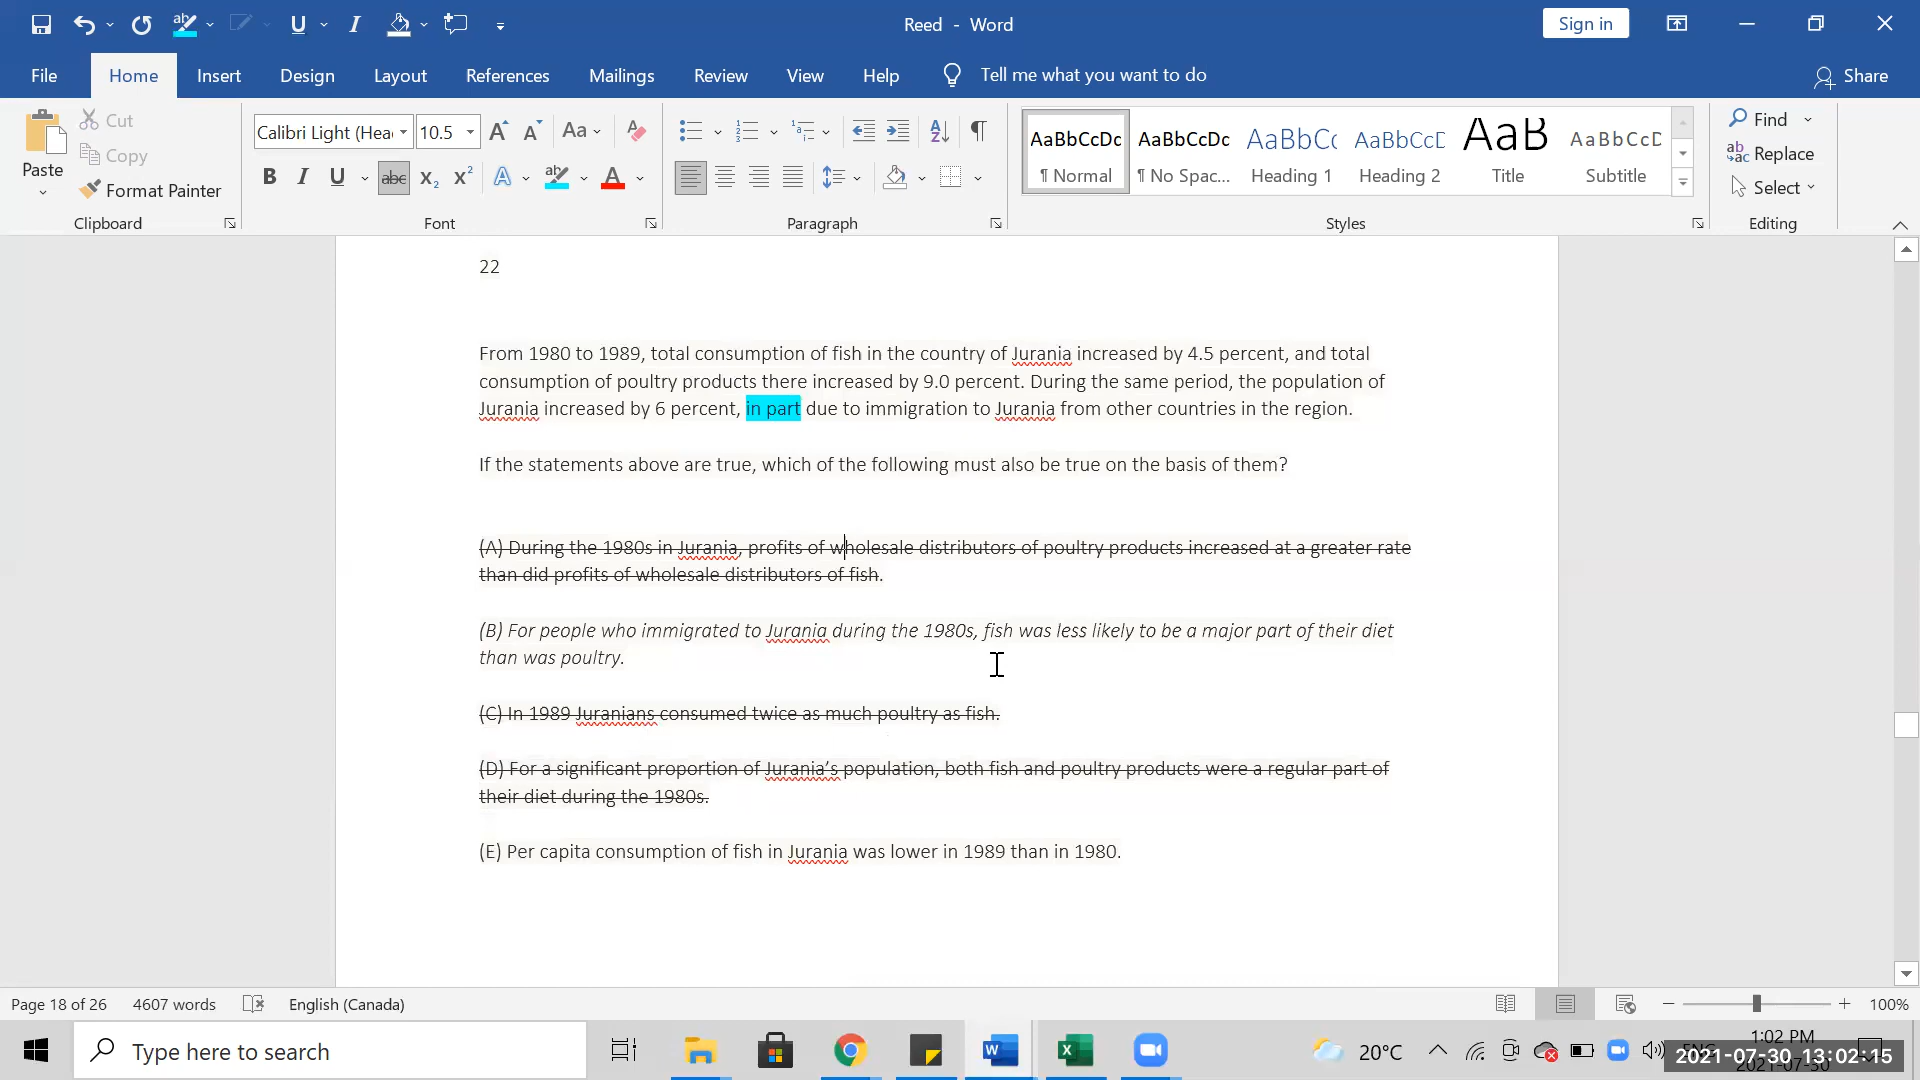 Reed - Word
Sign in
File Home Insert Design Layout References Mailings Review View Help Tell me what you want to do Share
Paste Cut Copy Format Painter
Calibri Light (Hea 10.5
AaBbCcDc AaBbCcDc AaBbCc AaBbCcD AaB AaBbCcD
¶ Normal ¶ No Spac... Heading 1 Heading 2 Title Subtitle
Find Replace Select
Clipboard Font Paragraph Styles Editing
22
From 1980 to 1989, total consumption of fish in the country of Jurania increased by 4.5 percent, and total
consumption of poultry products there increased by 9.0 percent. During the same period, the population of
Jurania increased by 6 percent, in part due to immigration to Jurania from other countries in the region.
If the statements above are true, which of the following must also be true on the basis of them?
(A) During the 1980s in Jurania, profits of wholesale distributors of poultry products increased at a greater rate
than did profits of wholesale distributors of fish.
(B) For people who immigrated to Jurania during the 1980s, fish was less likely to be a major part of their diet
than was poultry.
(C) In 1989 Juranians consumed twice as much poultry as fish.
(D) For a significant proportion of Jurania's population, both fish and poultry products were a regular part of
their diet during the 1980s.
(E) Per capita consumption of fish in Jurania was lower in 1989 than in 1980.
Page 18 of 26 4607 words English (Canada) 100%
Type here to search 20°C 1:02 PM
2021-07-30 13:02:15